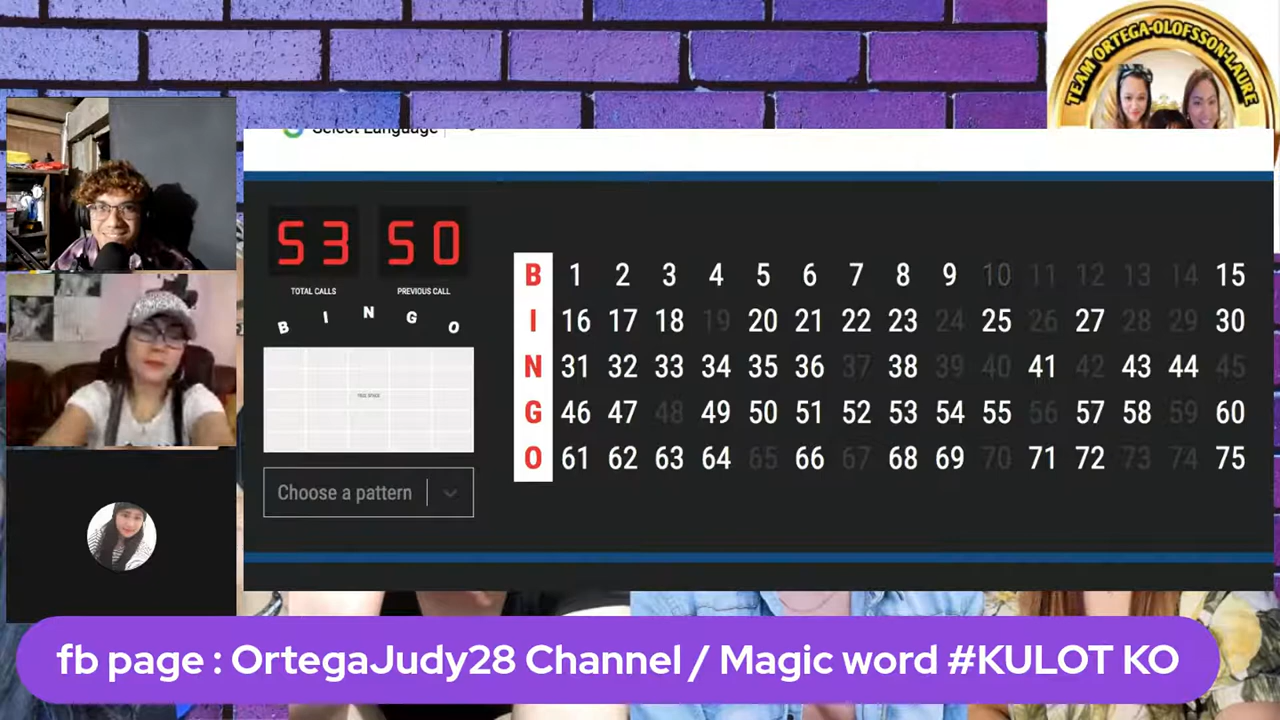 TEAM ORTEGA-OLOFSSON-LAURE
Select Language
53 50
TOTAL CALLS PREVIOUS CALL
B I N G O
FREE SPACE
Choose a pattern
B 1 2 3 4 5 6 7 8 9 10 11 12 13 14 15
I 16 17 18 19 20 21 22 23 24 25 26 27 28 29 30
N 31 32 33 34 35 36 37 38 39 40 41 42 43 44 45
G 46 47 48 49 50 51 52 53 54 55 56 57 58 59 60
O 61 62 63 64 65 66 67 68 69 70 71 72 73 74 75
fb page : OrtegaJudy28 Channel / Magic word #KULOT KO